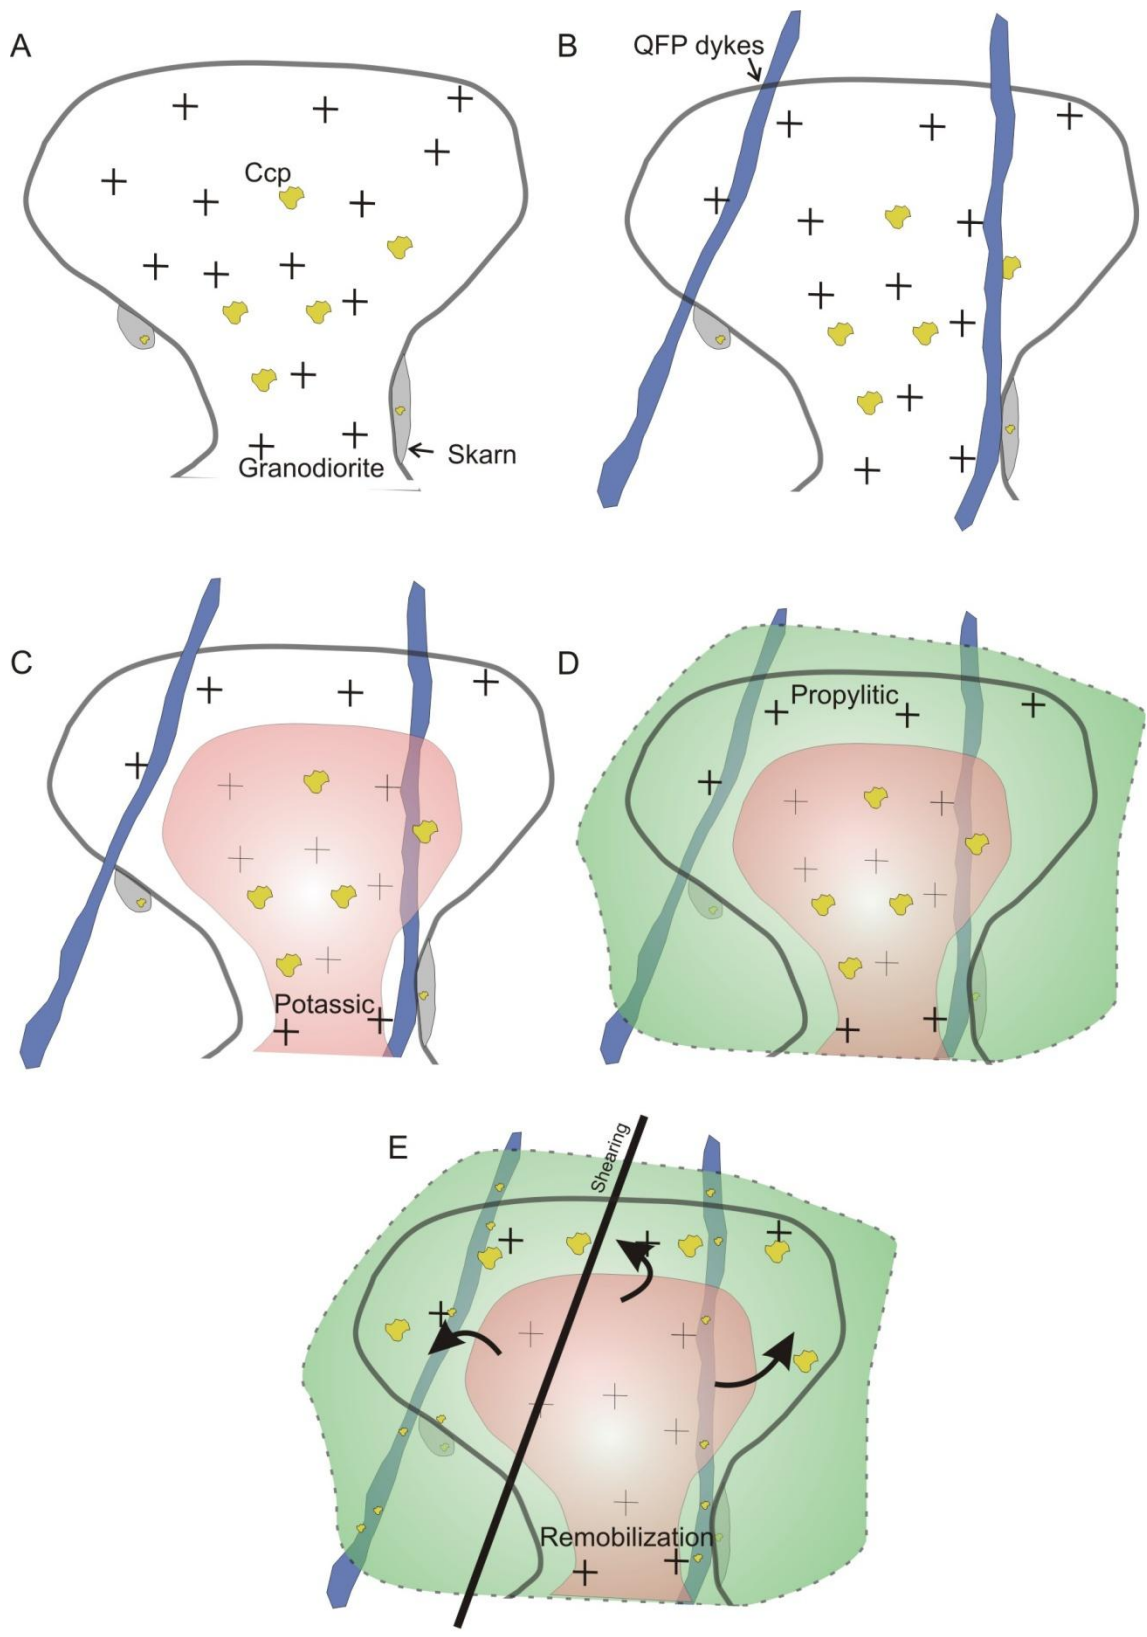 A
Ccp
Granodiorite
Skarn
B
QFP dykes
C
Potassic
D
Propylitic
E
Shearing
Remobilization